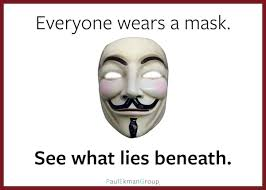 Everyone wears a mask.
See what lies beneath.
PaulEkmanGroup